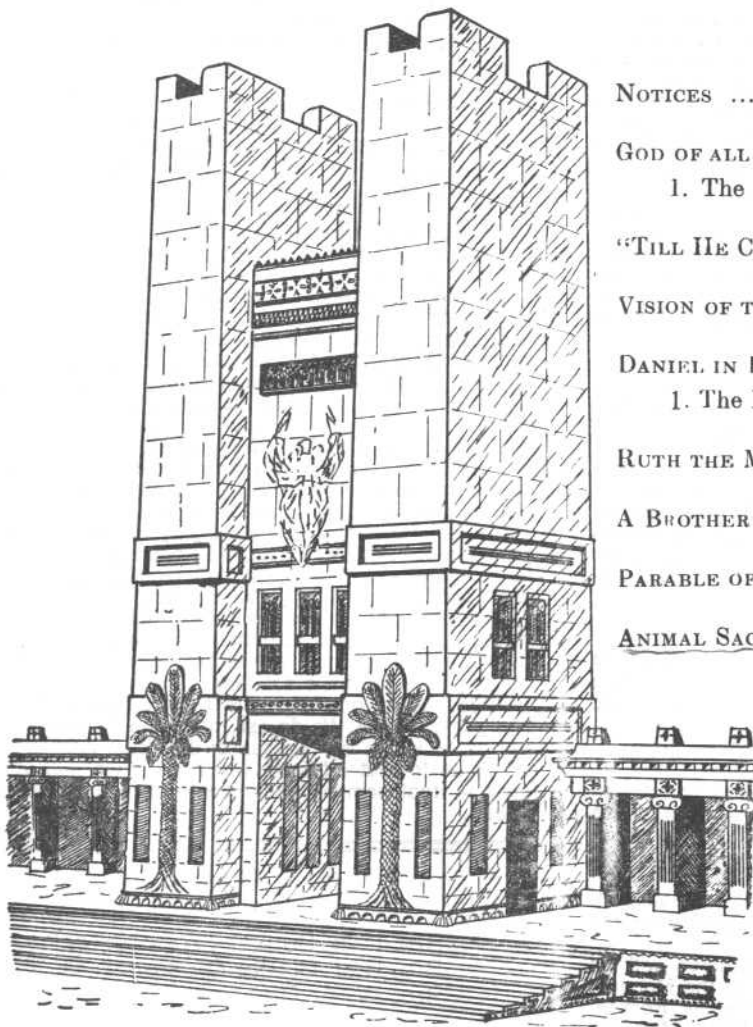 NOTICES ...
GOD OF ALL
1. The
"TILL HE C
VISION OF T
DANIEL IN
1. The
RUTH THE M
A BROTHER
PARABLE OF
ANIMAL SAC